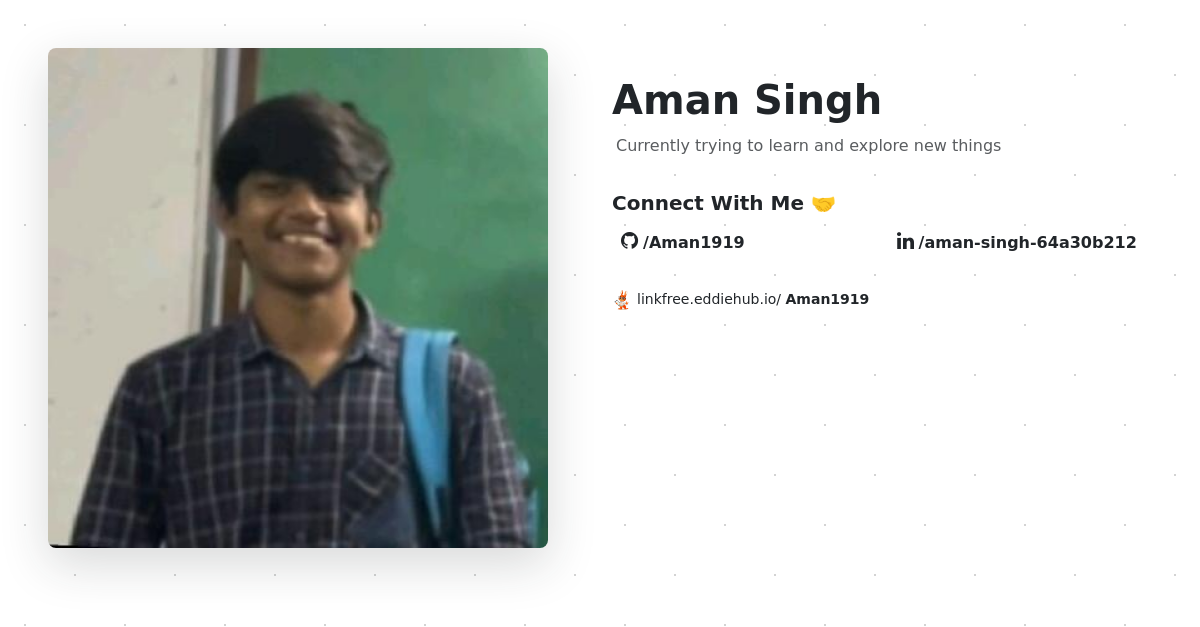 Aman Singh
Currently trying to learn and explore new things
Connect With Me 🤝
/Aman1919
in /aman-singh-64a30b212
linkfree.eddiehub.io/ Aman1919